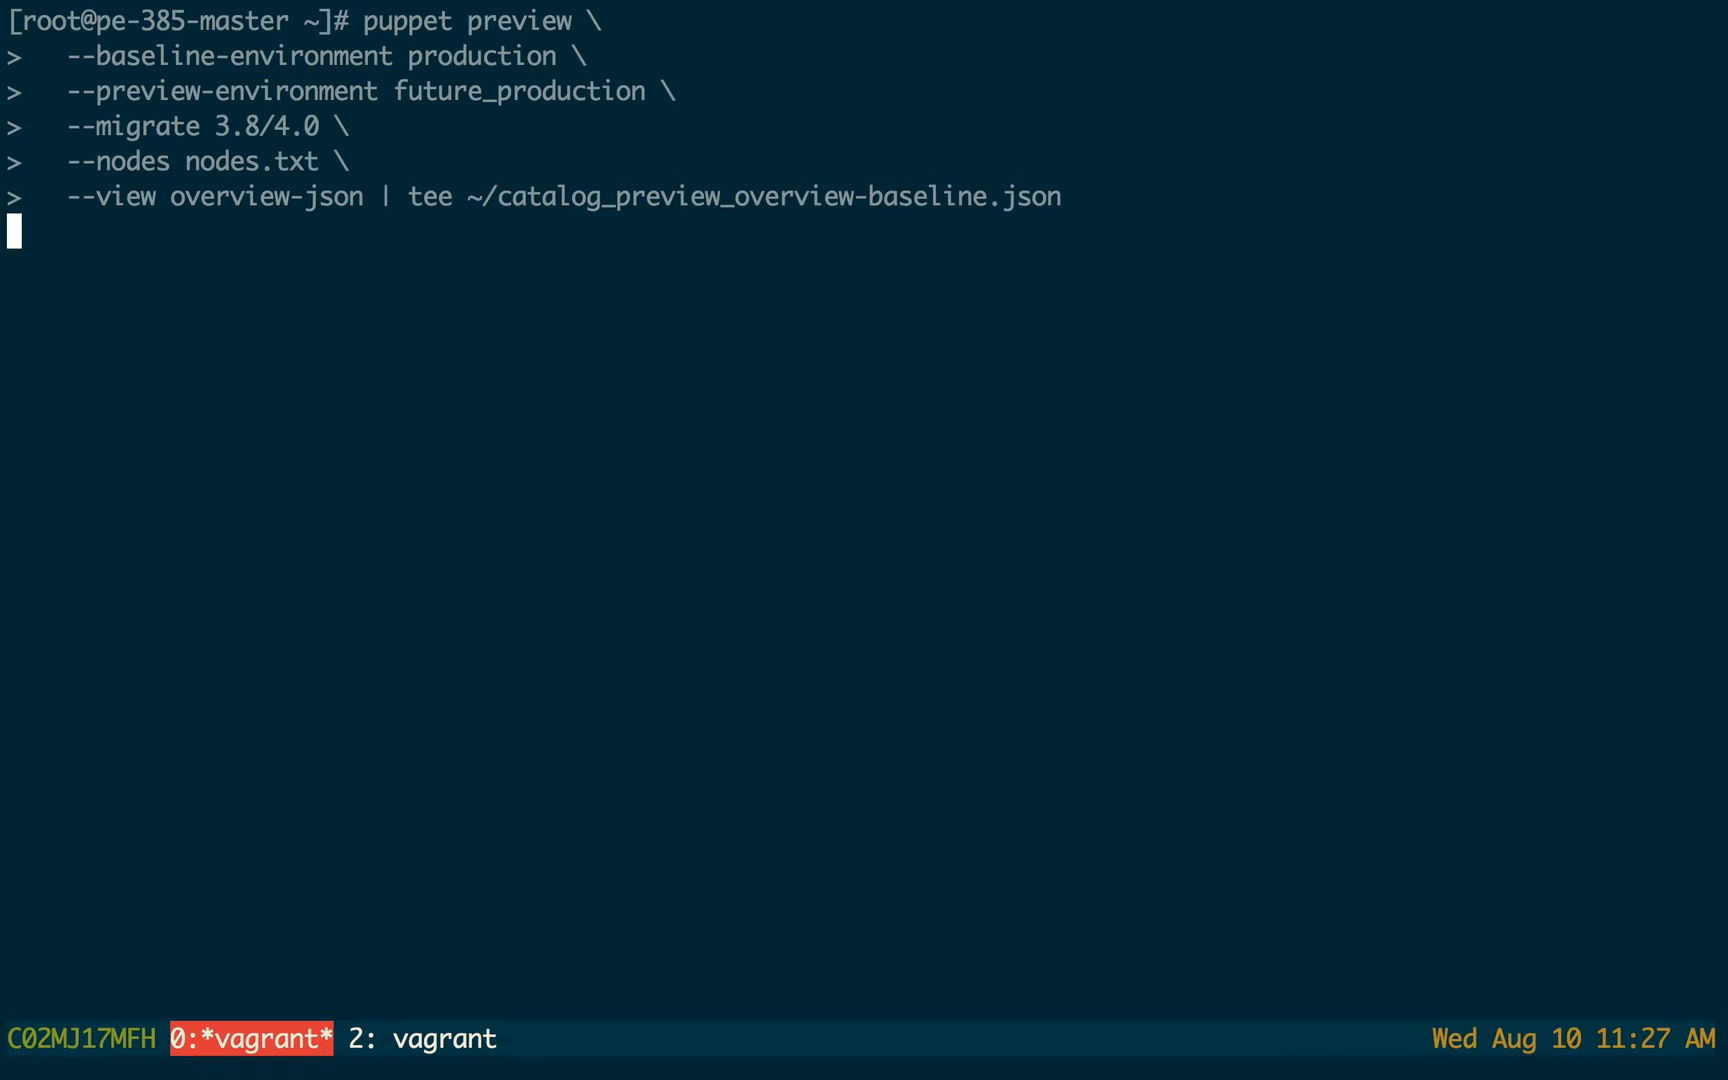 [root@pe-385-master ~]# puppet preview \
>   --baseline-environment production \
>   --preview-environment future_production \
>   --migrate 3.8/4.0 \
>   --nodes nodes.txt \
>   --view overview-json | tee ~/catalog_preview_overview-baseline.json
C02MJ17MFH 0:*vagrant* 2: vagrant Wed Aug 10 11:27 AM